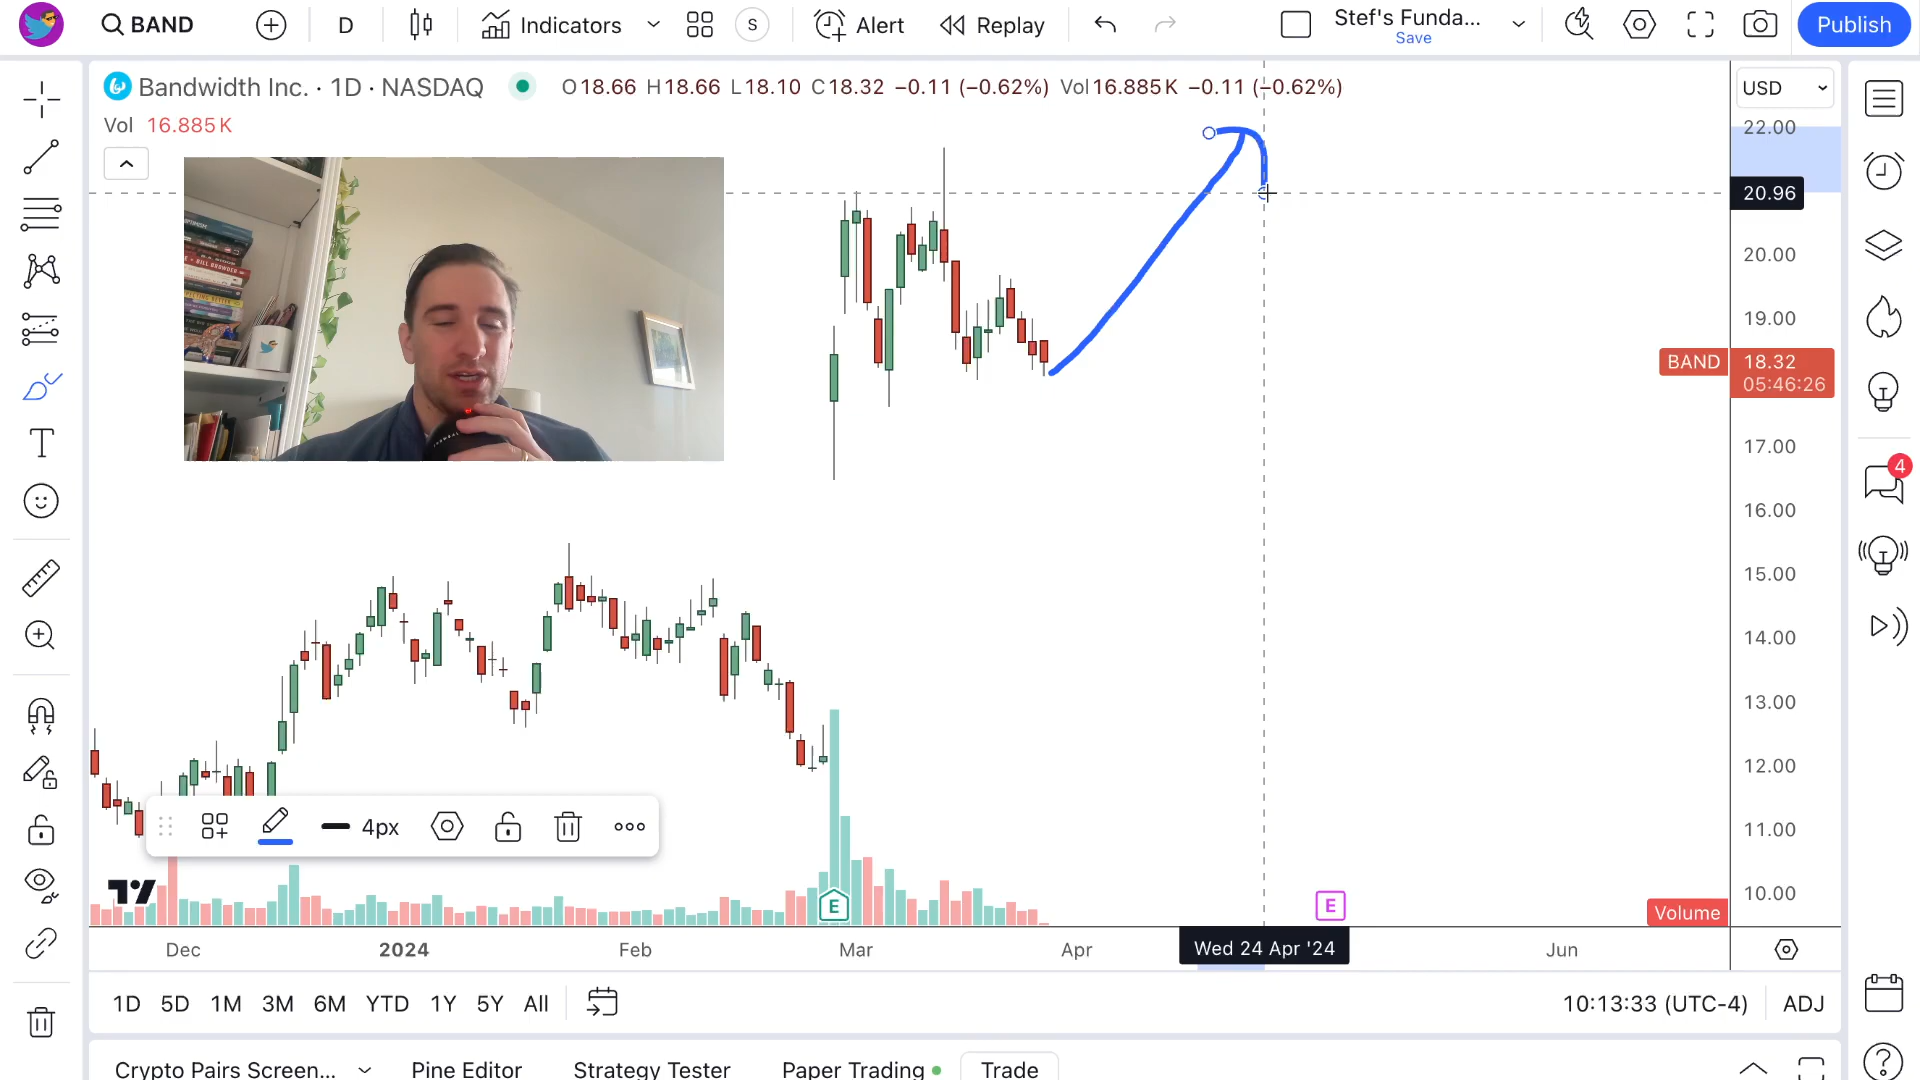 BAND
D
Indicators
S
Alert
Replay
Stef's Funda...
Save
Publish
Bandwidth Inc. · 1D · NASDAQ
O18.66 H18.66 L18.10 C18.32 −0.11 (−0.62%) Vol16.885K −0.11 (−0.62%)
USD
Vol 16.885K
22.00
20.96
20.00
19.00
BAND 18.32
05:46:26
17.00
16.00
15.00
14.00
13.00
12.00
11.00
10.00
4px
E
E
Volume
Dec 2024 Feb Mar Apr Wed 24 Apr '24 Jun
1D 5D 1M 3M 6M YTD 1Y 5Y All
10:13:33 (UTC-4) ADJ
Crypto Pairs Screen... Pine Editor Strategy Tester Paper Trading Trade
4